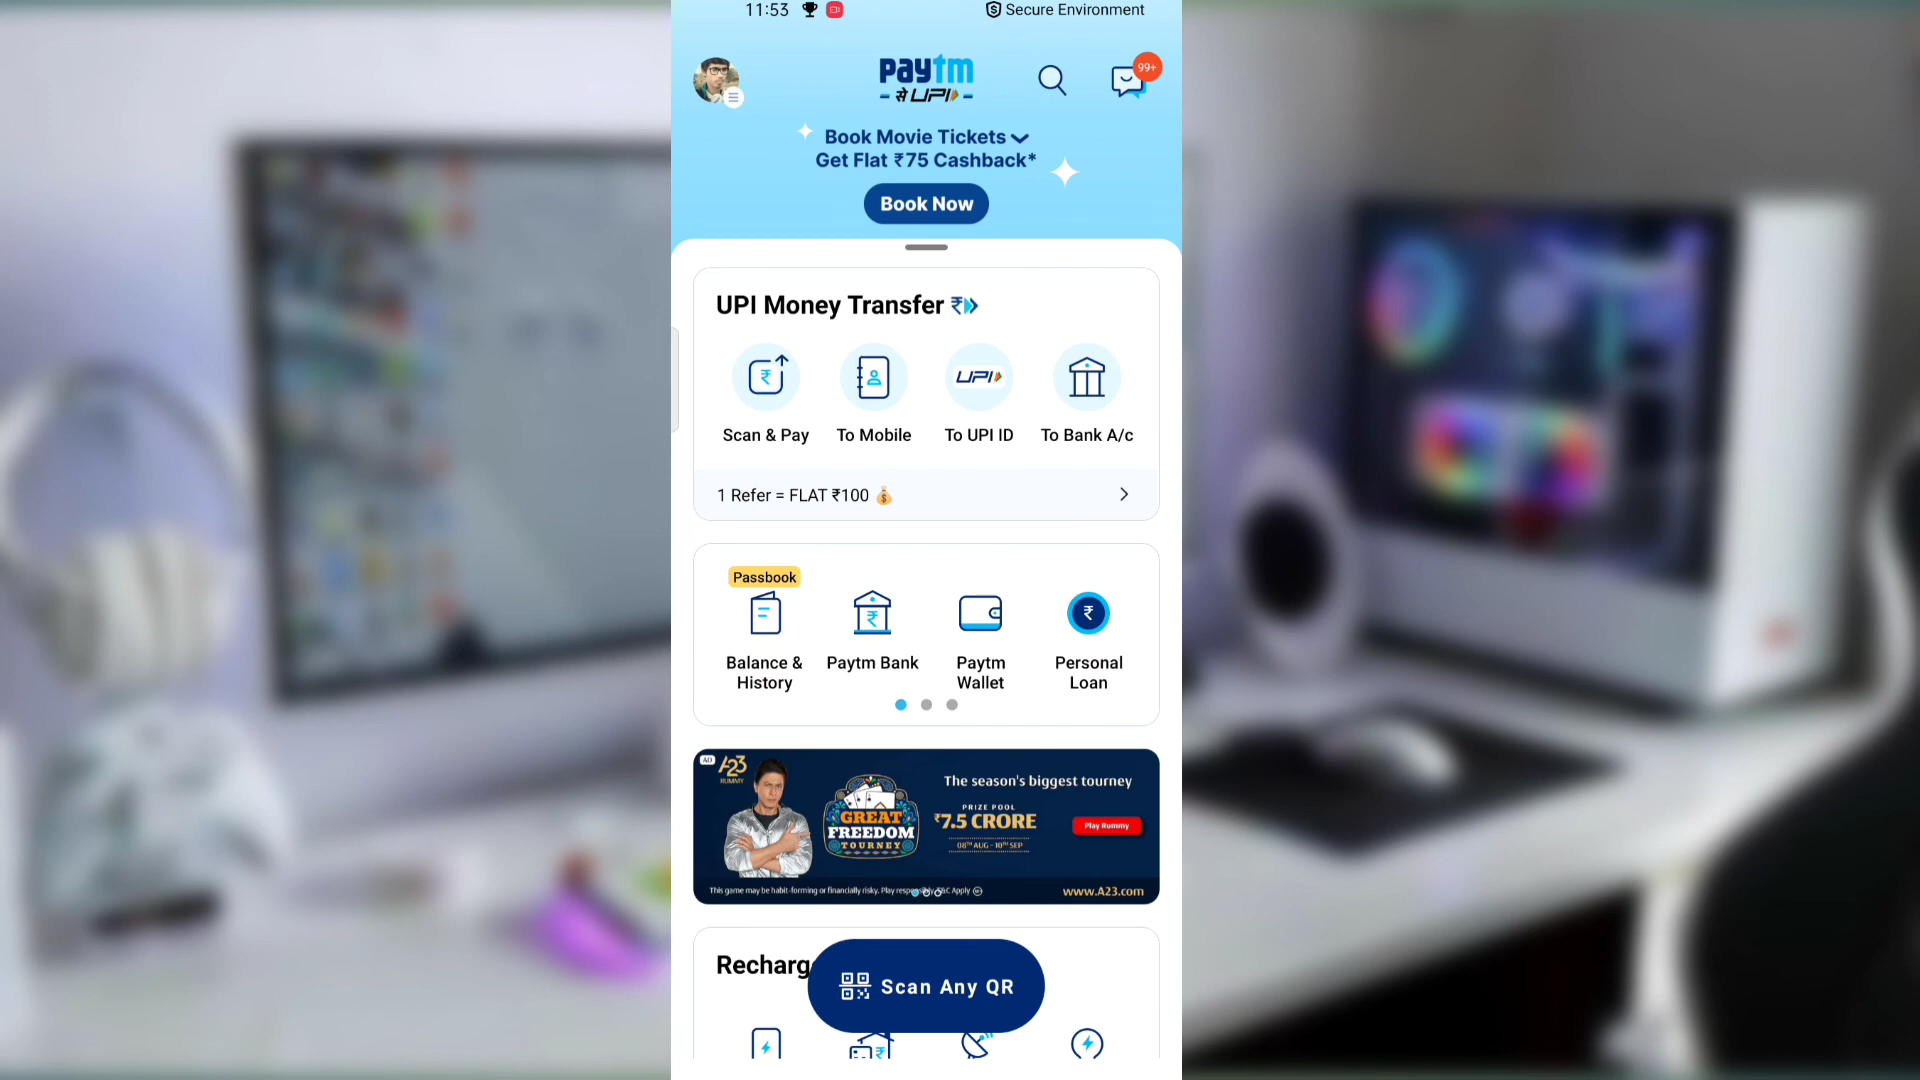 11:53
Secure Environment
paytm
से UPI
99+
Book Movie Tickets
Get Flat ₹75 Cashback*
Book Now
UPI Money Transfer
UPI
Scan & Pay
To Mobile
To UPI ID
To Bank A/c
1 Refer = FLAT ₹100
Passbook
Balance & History
Paytm Bank
Paytm Wallet
Personal Loan
AD
A23
RUMMY
GREAT
FREEDOM
TOURNEY
The season's biggest tourney
PRIZE POOL
₹7.5 CRORE
08TH AUG - 10TH SEP
Play Rummy
This game may be habit-forming or financially risky. Play T&C Apply
www.A23.com
Scan Any QR